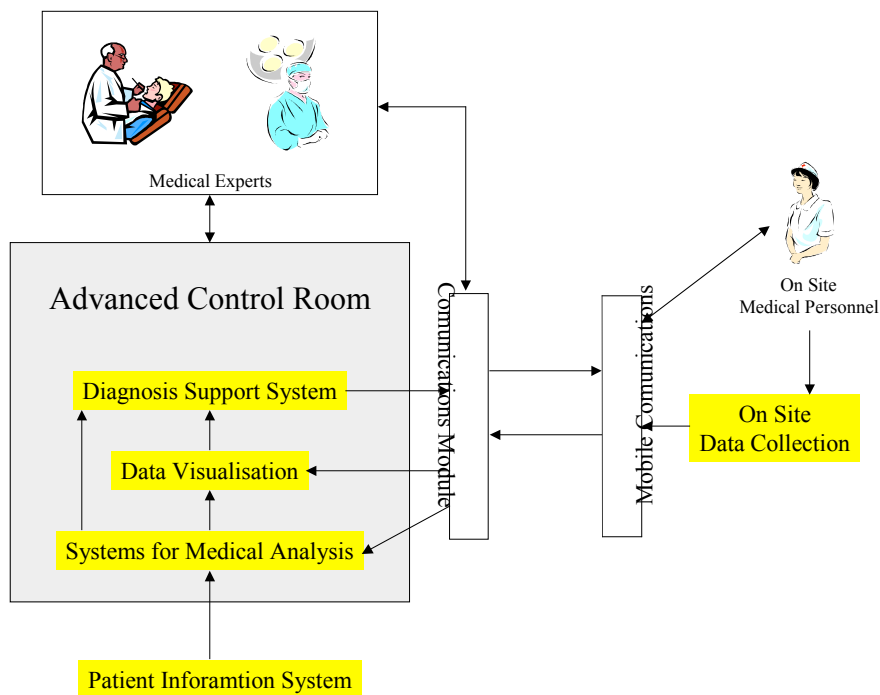 Medical Experts
Advanced Control Room
Diagnosis Support System
Data Visualisation
Systems for Medical Analysis
Patient Inforamtion System
Comunications Module
Mobile Comunications
On Site
Medical Personnel
On Site
Data Collection